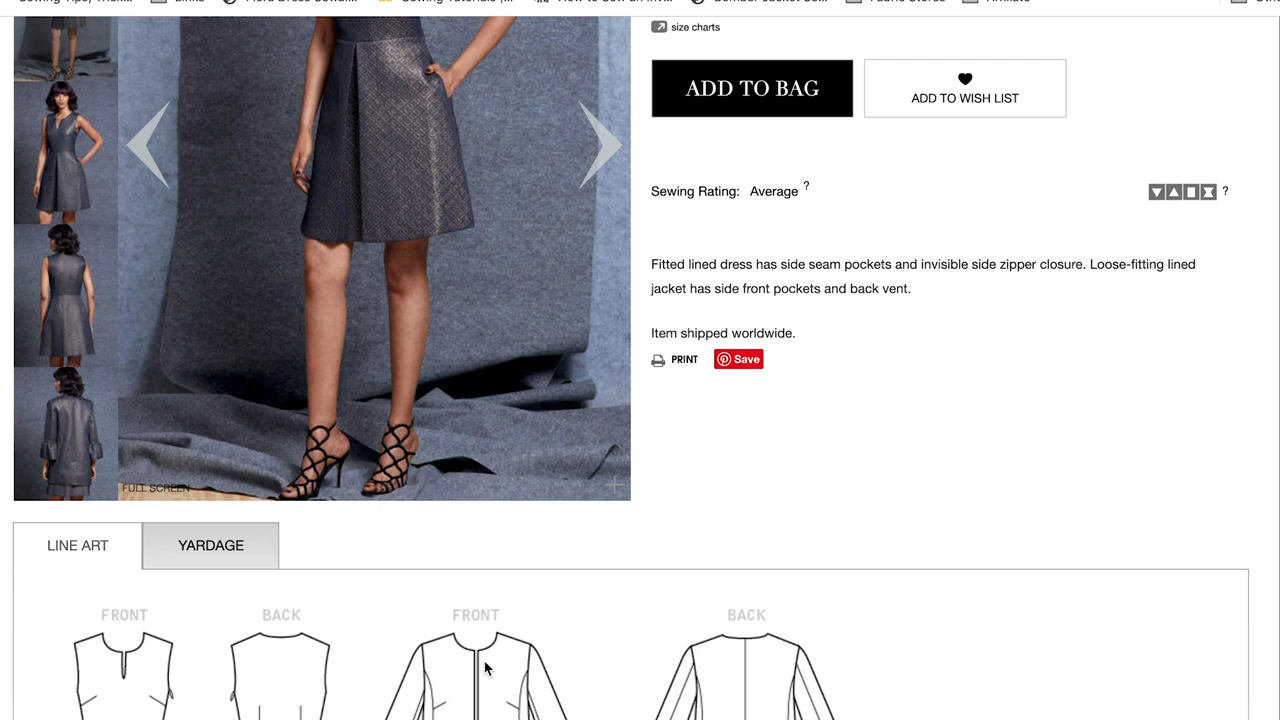 size charts
ADD TO BAG
ADD TO WISH LIST
Sewing Rating: Average ?
?
Fitted lined dress has side seam pockets and invisible side zipper closure. Loose-fitting lined
jacket has side front pockets and back vent.
Item shipped worldwide.
PRINT
Save
FULL SCREEN
LINE ART
YARDAGE
FRONT
BACK
FRONT
BACK